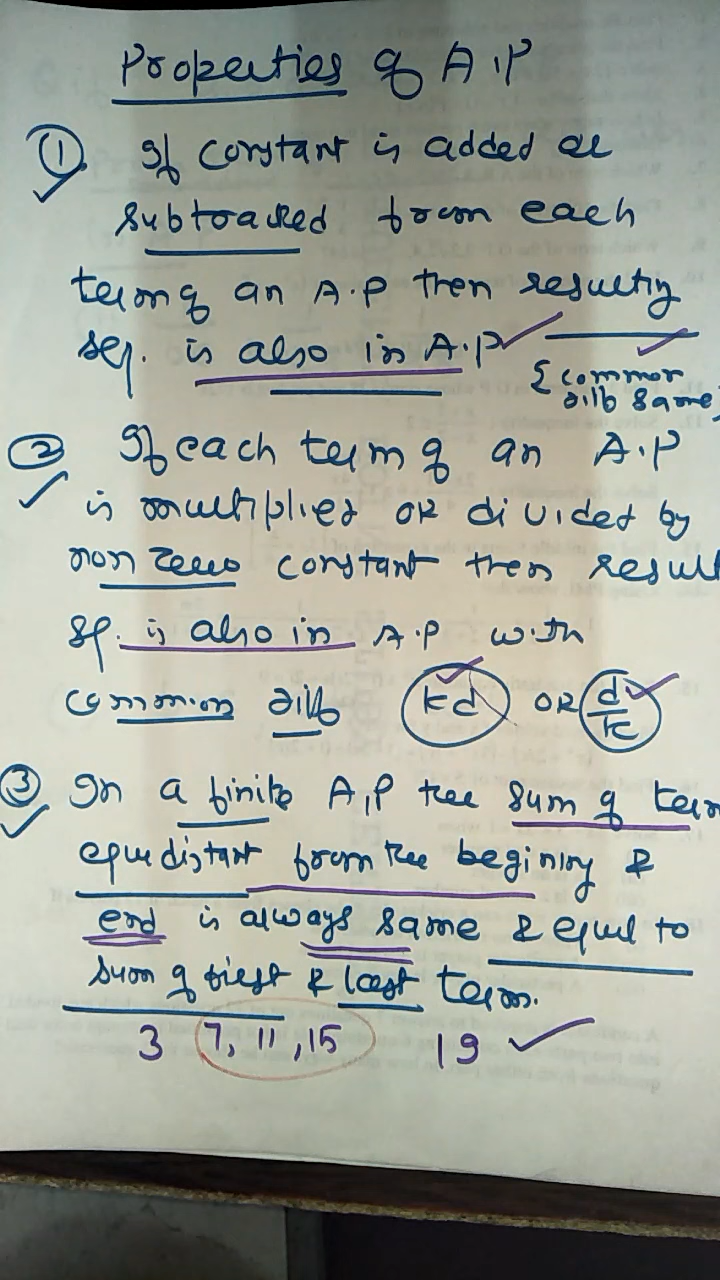 Properties of A.P
① If constant is added or
subtracted from each
term of an A.P then resulting
seq. is also in A.P
{common
diff same
② If each term of an A.P
is multiplied OR divided by
non zero constant then result
sq. is also in A.P with
common diff kd OR d/k
③ In a finite A.P the sum of term
equidistant from the begining &
end is always same & equal to
sum of first & last term.
3 7, 11, 15 19